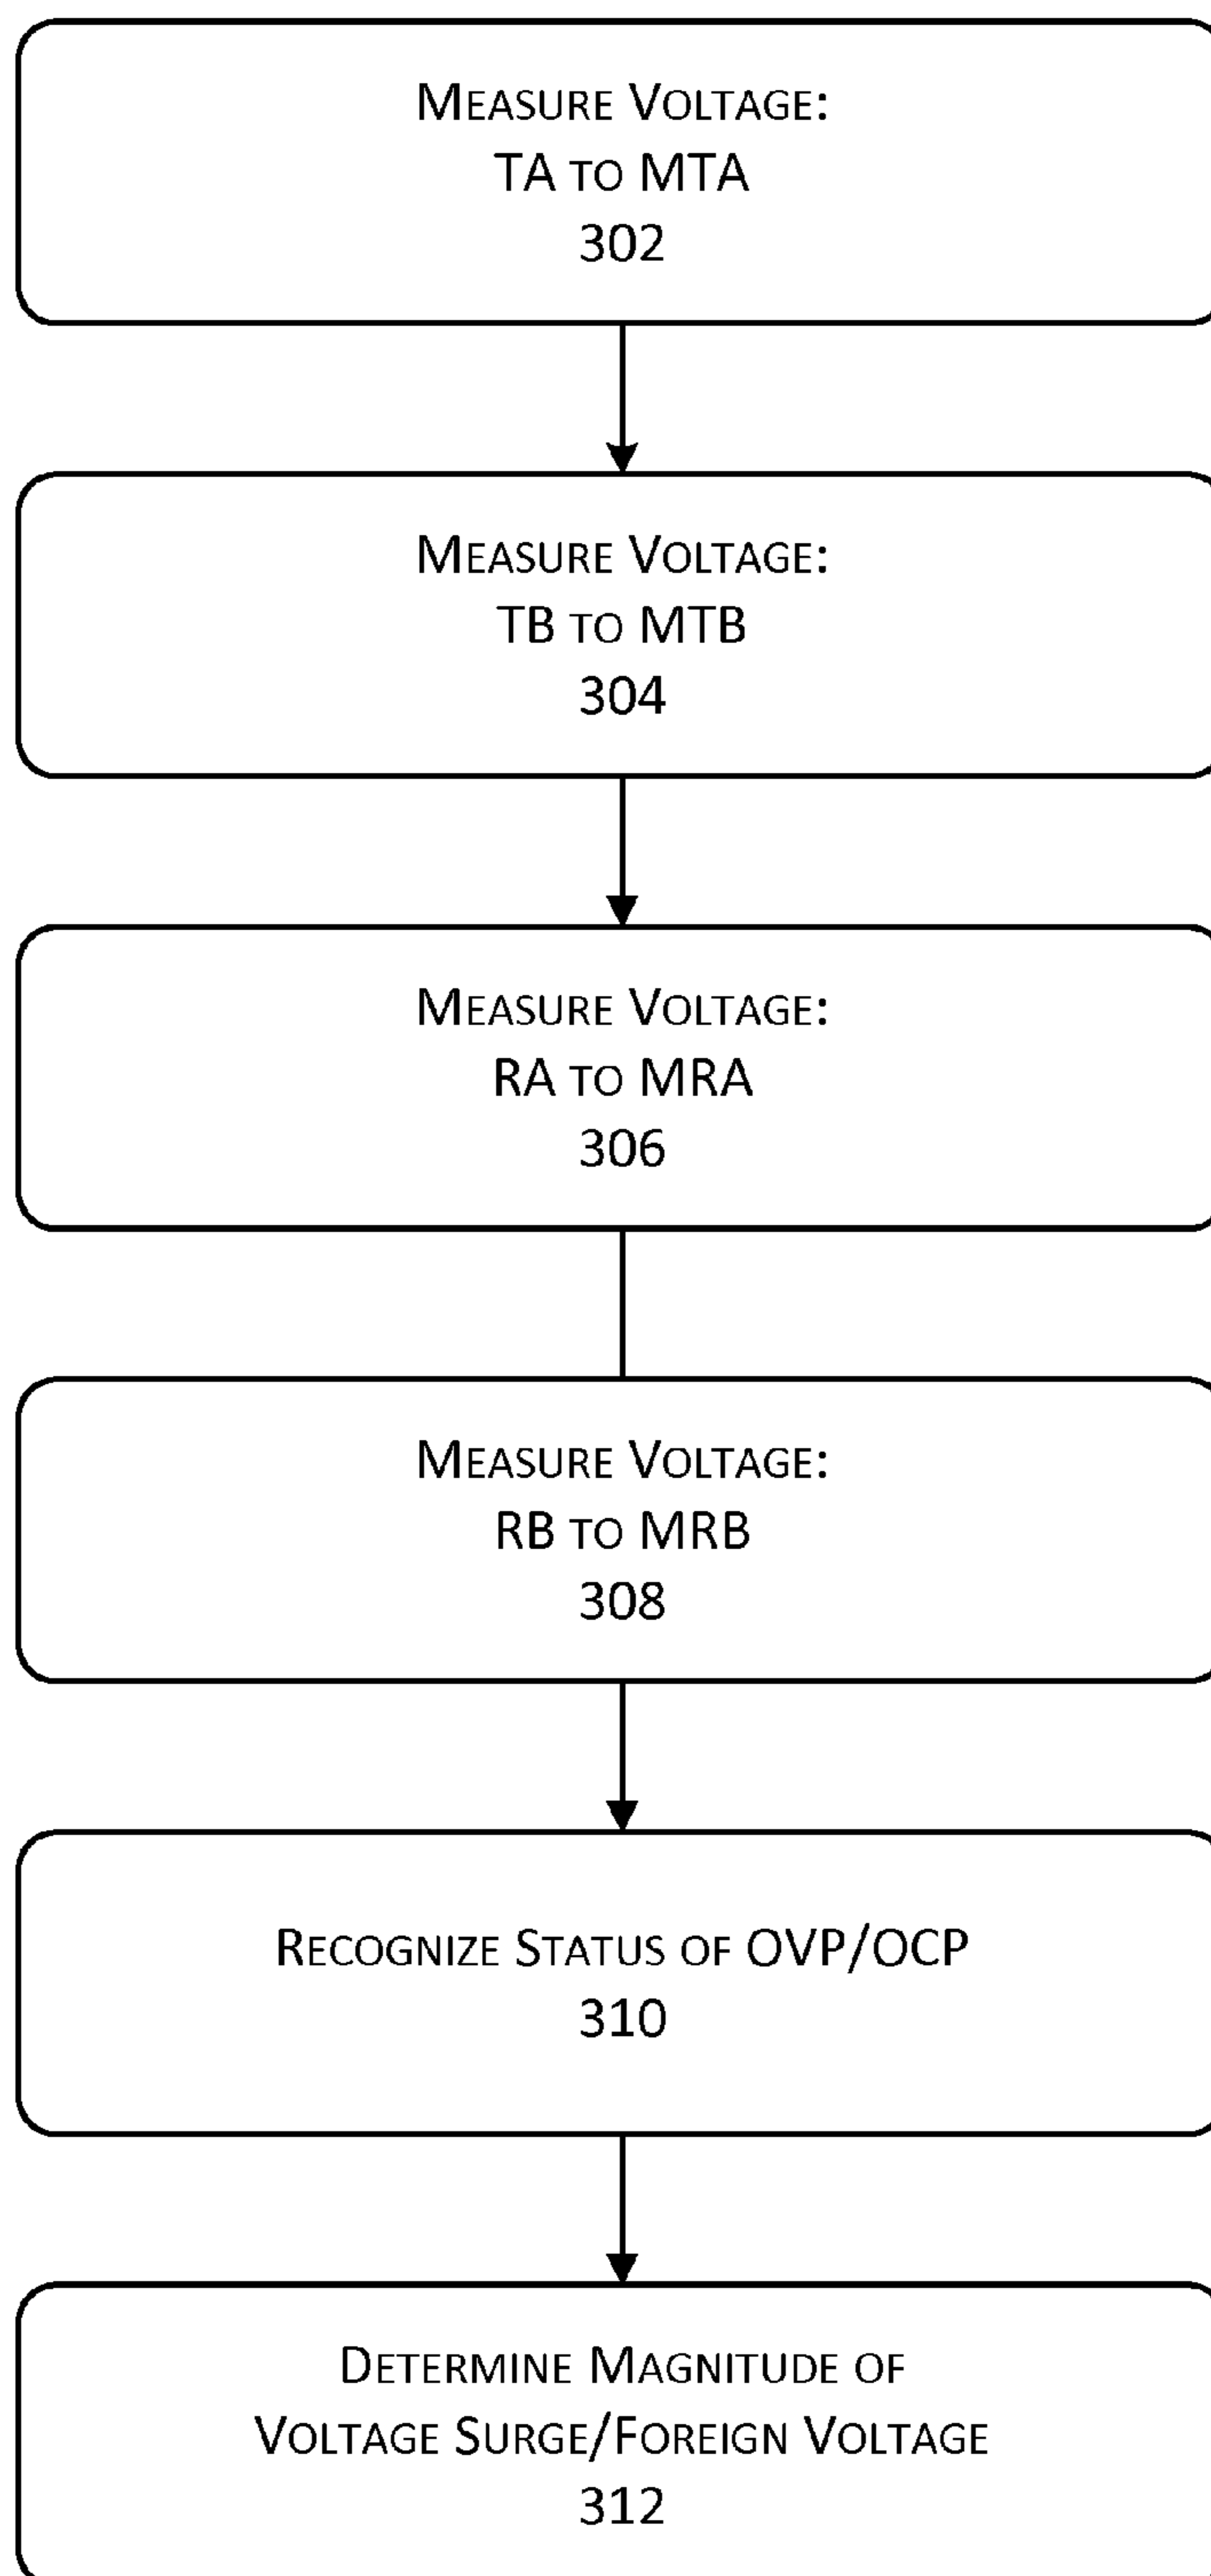 MEASURE VOLTAGE:
TA TO MTA
302
MEASURE VOLTAGE:
TB TO MTB
304
MEASURE VOLTAGE:
RA TO MRA
306
MEASURE VOLTAGE:
RB TO MRB
308
RECOGNIZE STATUS OF OVP/OCP
310
DETERMINE MAGNITUDE OF
VOLTAGE SURGE/FOREIGN VOLTAGE
312